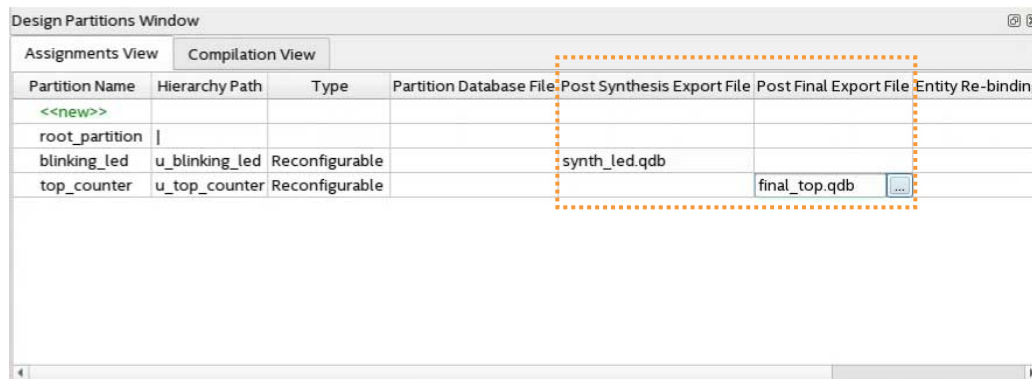 Design Partitions Window
Assignments View Compilation View
Partition Name Hierarchy Path Type Partition Database File Post Synthesis Export File Post Final Export File Entity Re-bindin
<<new>>
root_partition |
blinking_led u_blinking_led Reconfigurable synth_led.qdb
top_counter u_top_counter Reconfigurable final_top.qdb ...